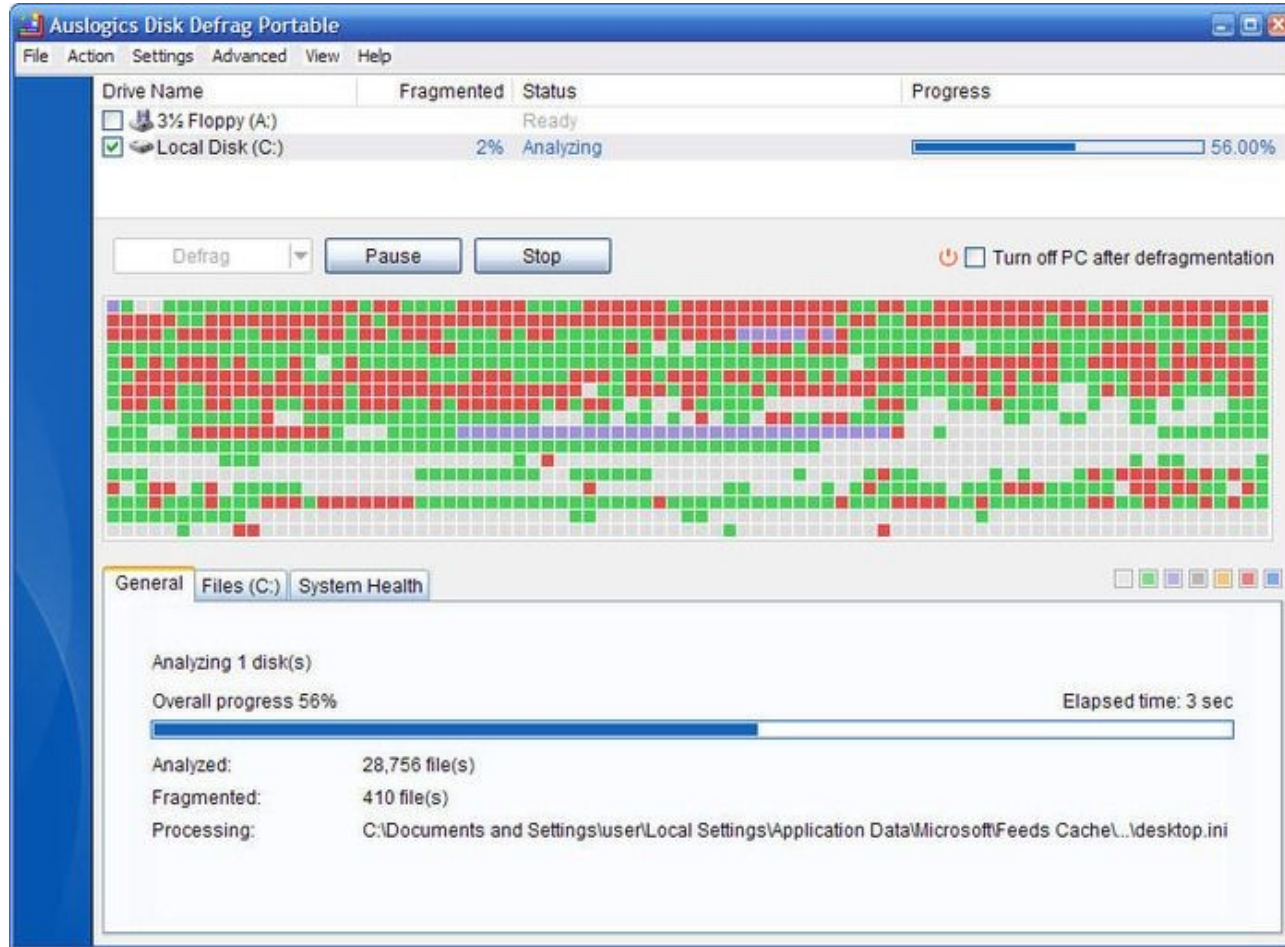 Auslogics Disk Defrag Portable
File Action Settings Advanced View Help
Drive Name Fragmented Status Progress
3½ Floppy (A:) Ready
Local Disk (C:) 2% Analyzing 56.00%
Defrag Pause Stop Turn off PC after defragmentation
General Files (C:) System Health
Analyzing 1 disk(s)
Overall progress 56% Elapsed time: 3 sec
Analyzed: 28,756 file(s)
Fragmented: 410 file(s)
Processing: C:\Documents and Settings\user\Local Settings\Application Data\Microsoft\Feeds Cache\...\desktop.ini